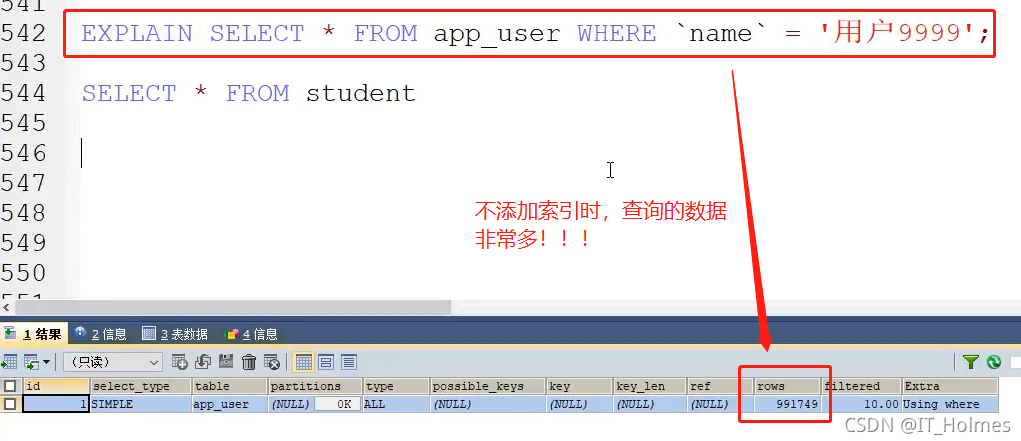 541
542 EXPLAIN SELECT * FROM app_user WHERE `name` = '用户9999';
543
544 SELECT * FROM student
545
546
547
548
549
550
551
不添加索引时，查询的数据
非常多！！！
1 结果 2 信息 3 表数据 4 信息
（只读）
id select_type table partitions type possible_keys key key_len ref rows filtered Extra
1 SIMPLE app_user (NULL) 0K ALL (NULL) (NULL) (NULL) (NULL) 991749 10.00 Using where
CSDN @IT_Holmes